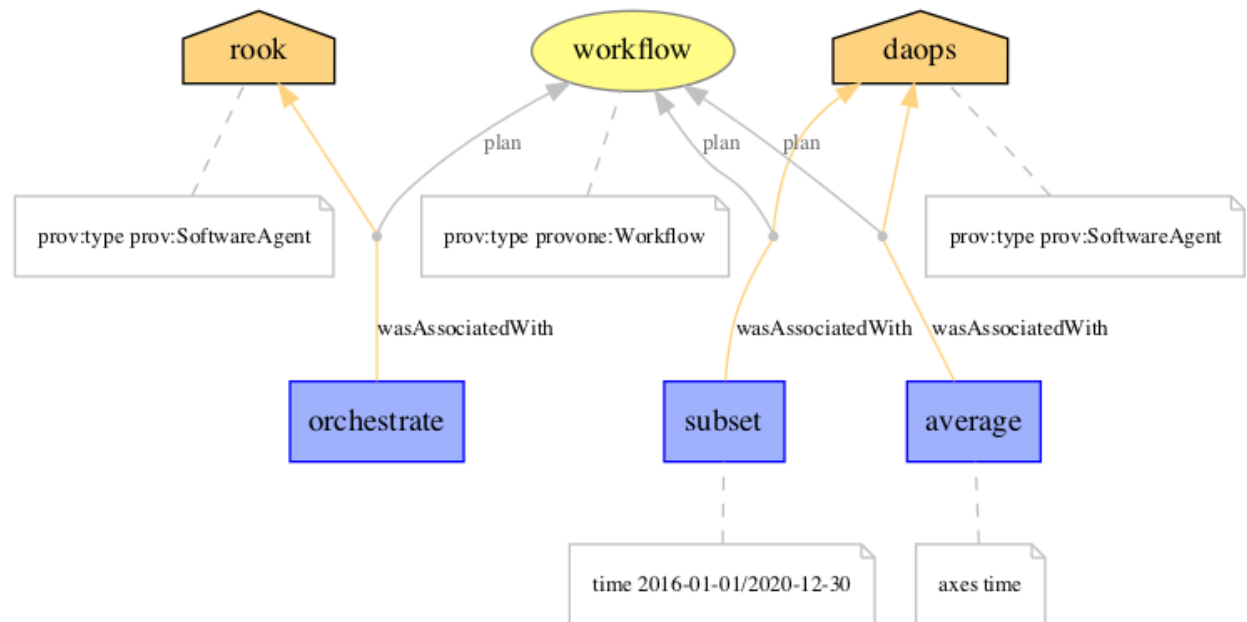 rook
workflow
daops
plan
plan
plan
prov:type prov:SoftwareAgent
prov:type provone:Workflow
prov:type prov:SoftwareAgent
wasAssociatedWith
wasAssociatedWith
wasAssociatedWith
orchestrate
subset
average
time 2016-01-01/2020-12-30
axes time